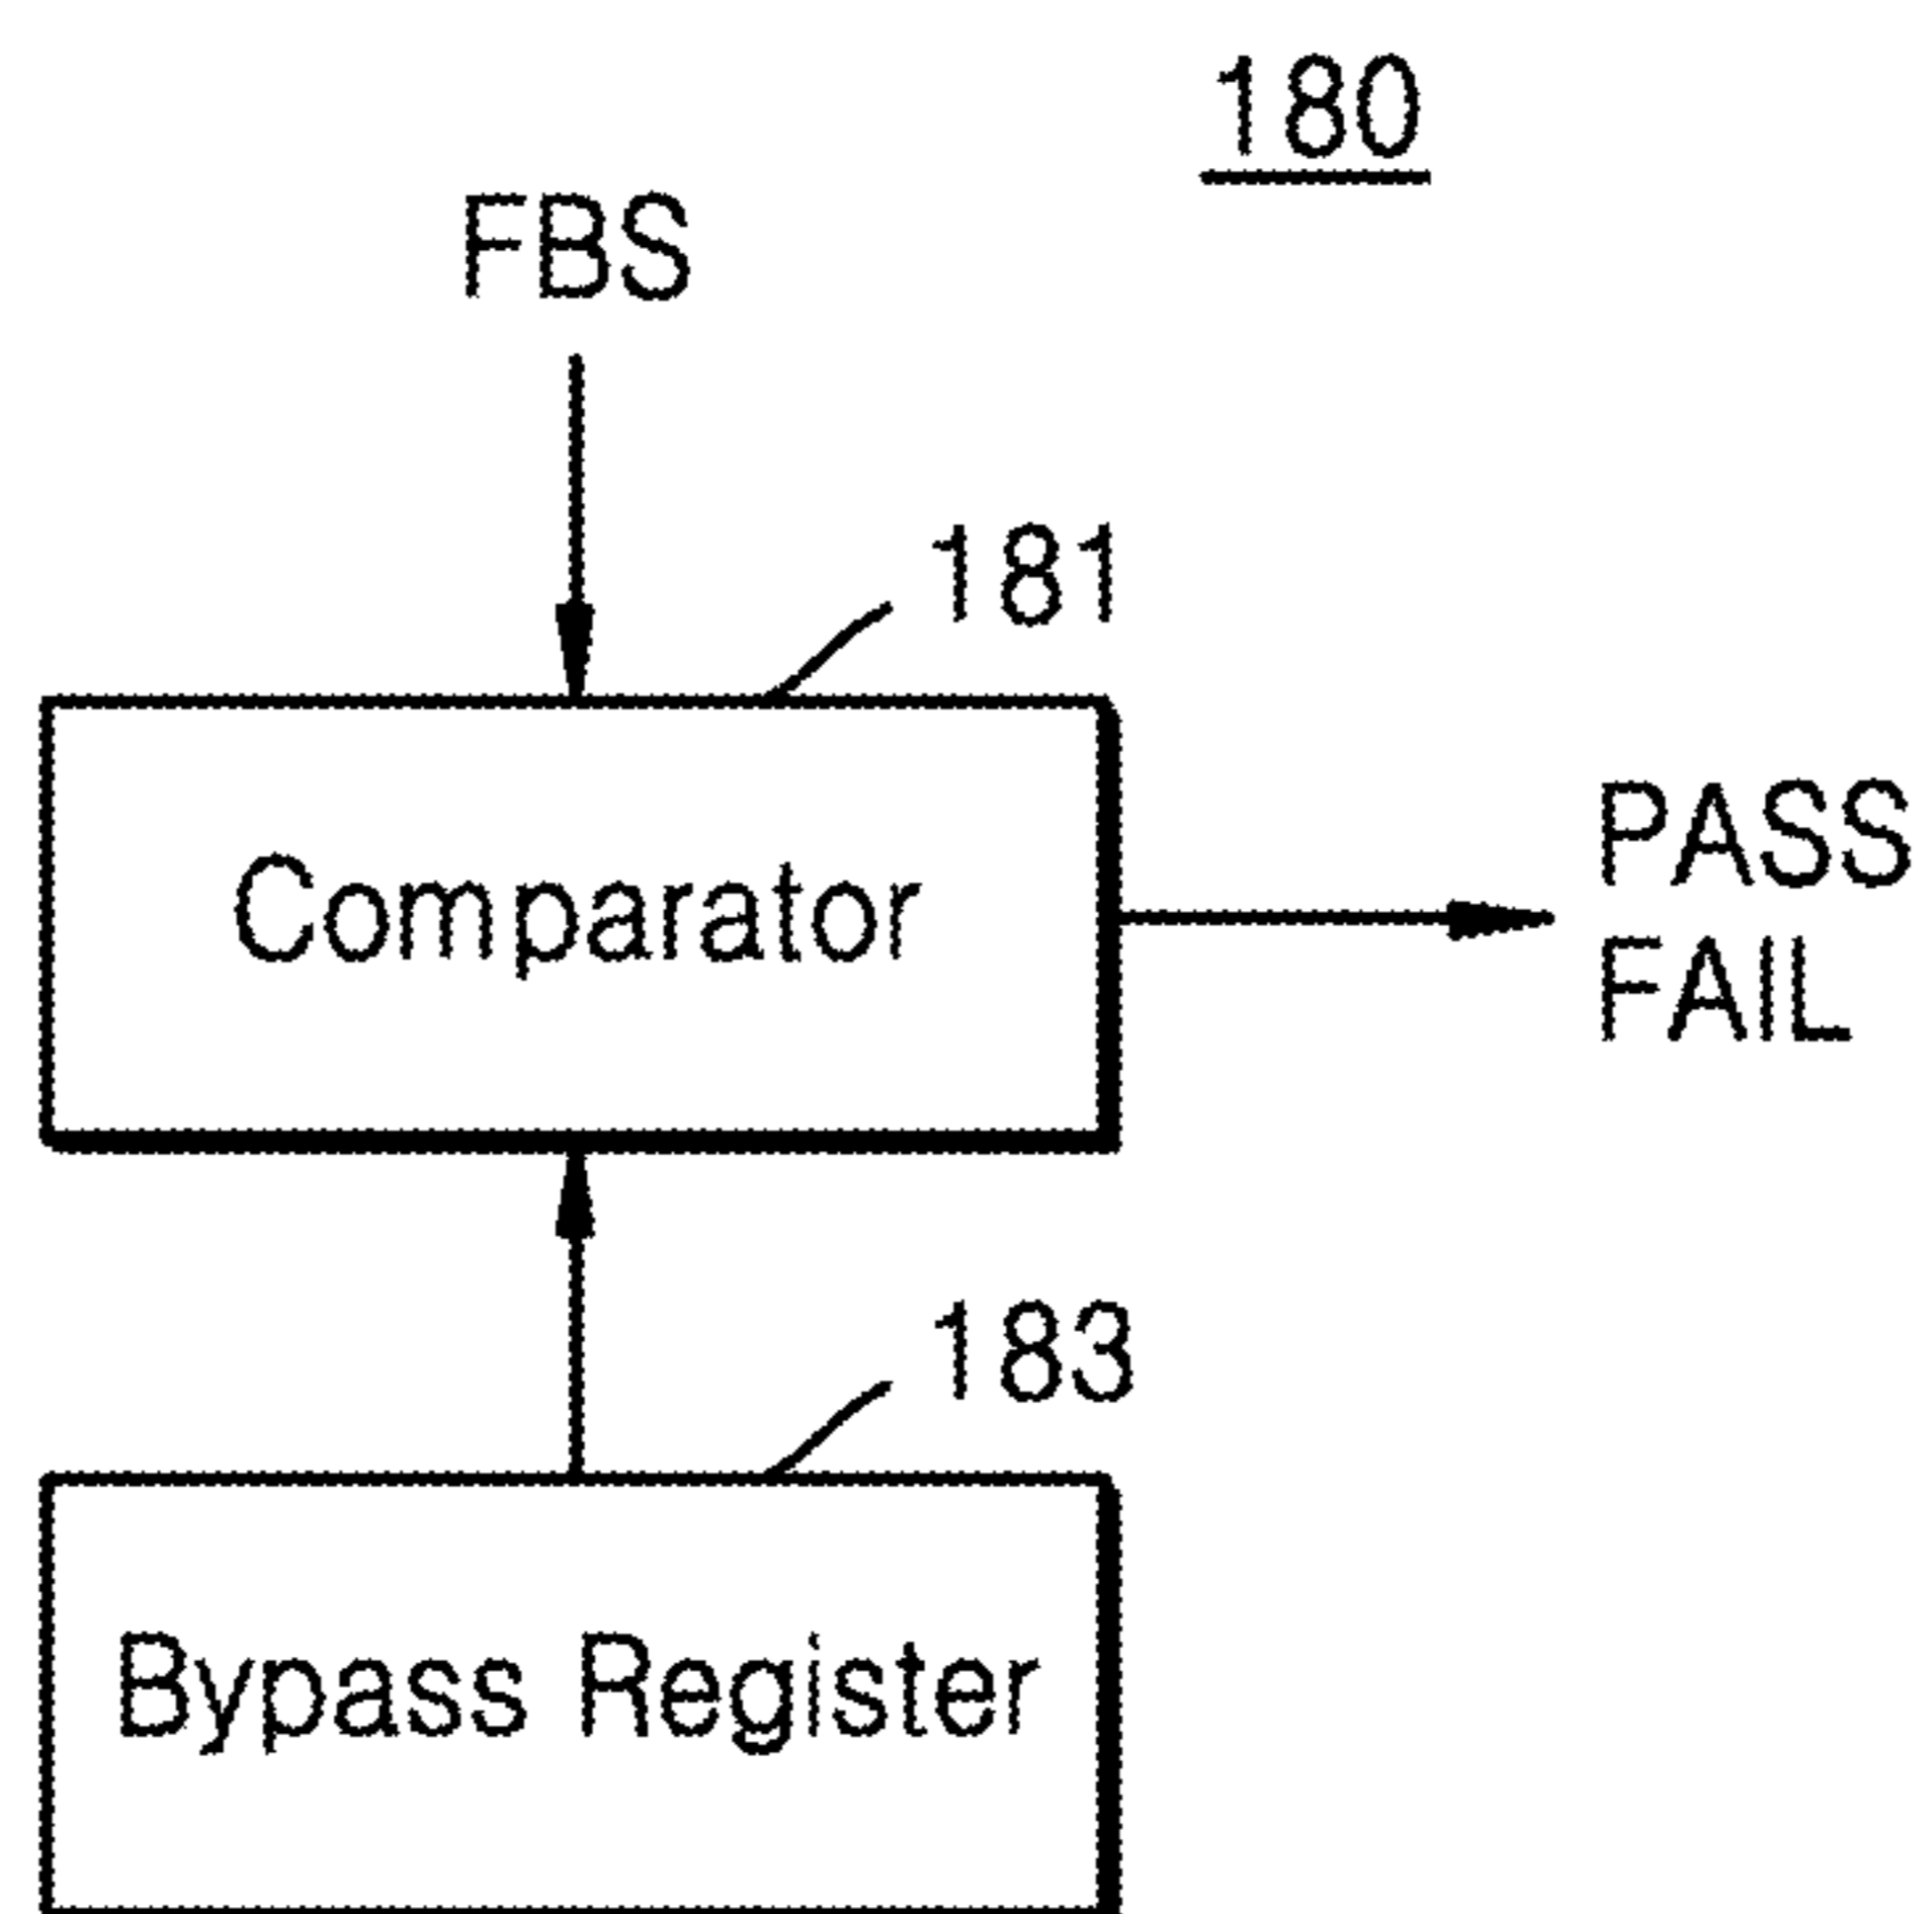 180
FBS
181
Comparator
PASS
FAIL
183
Bypass Register